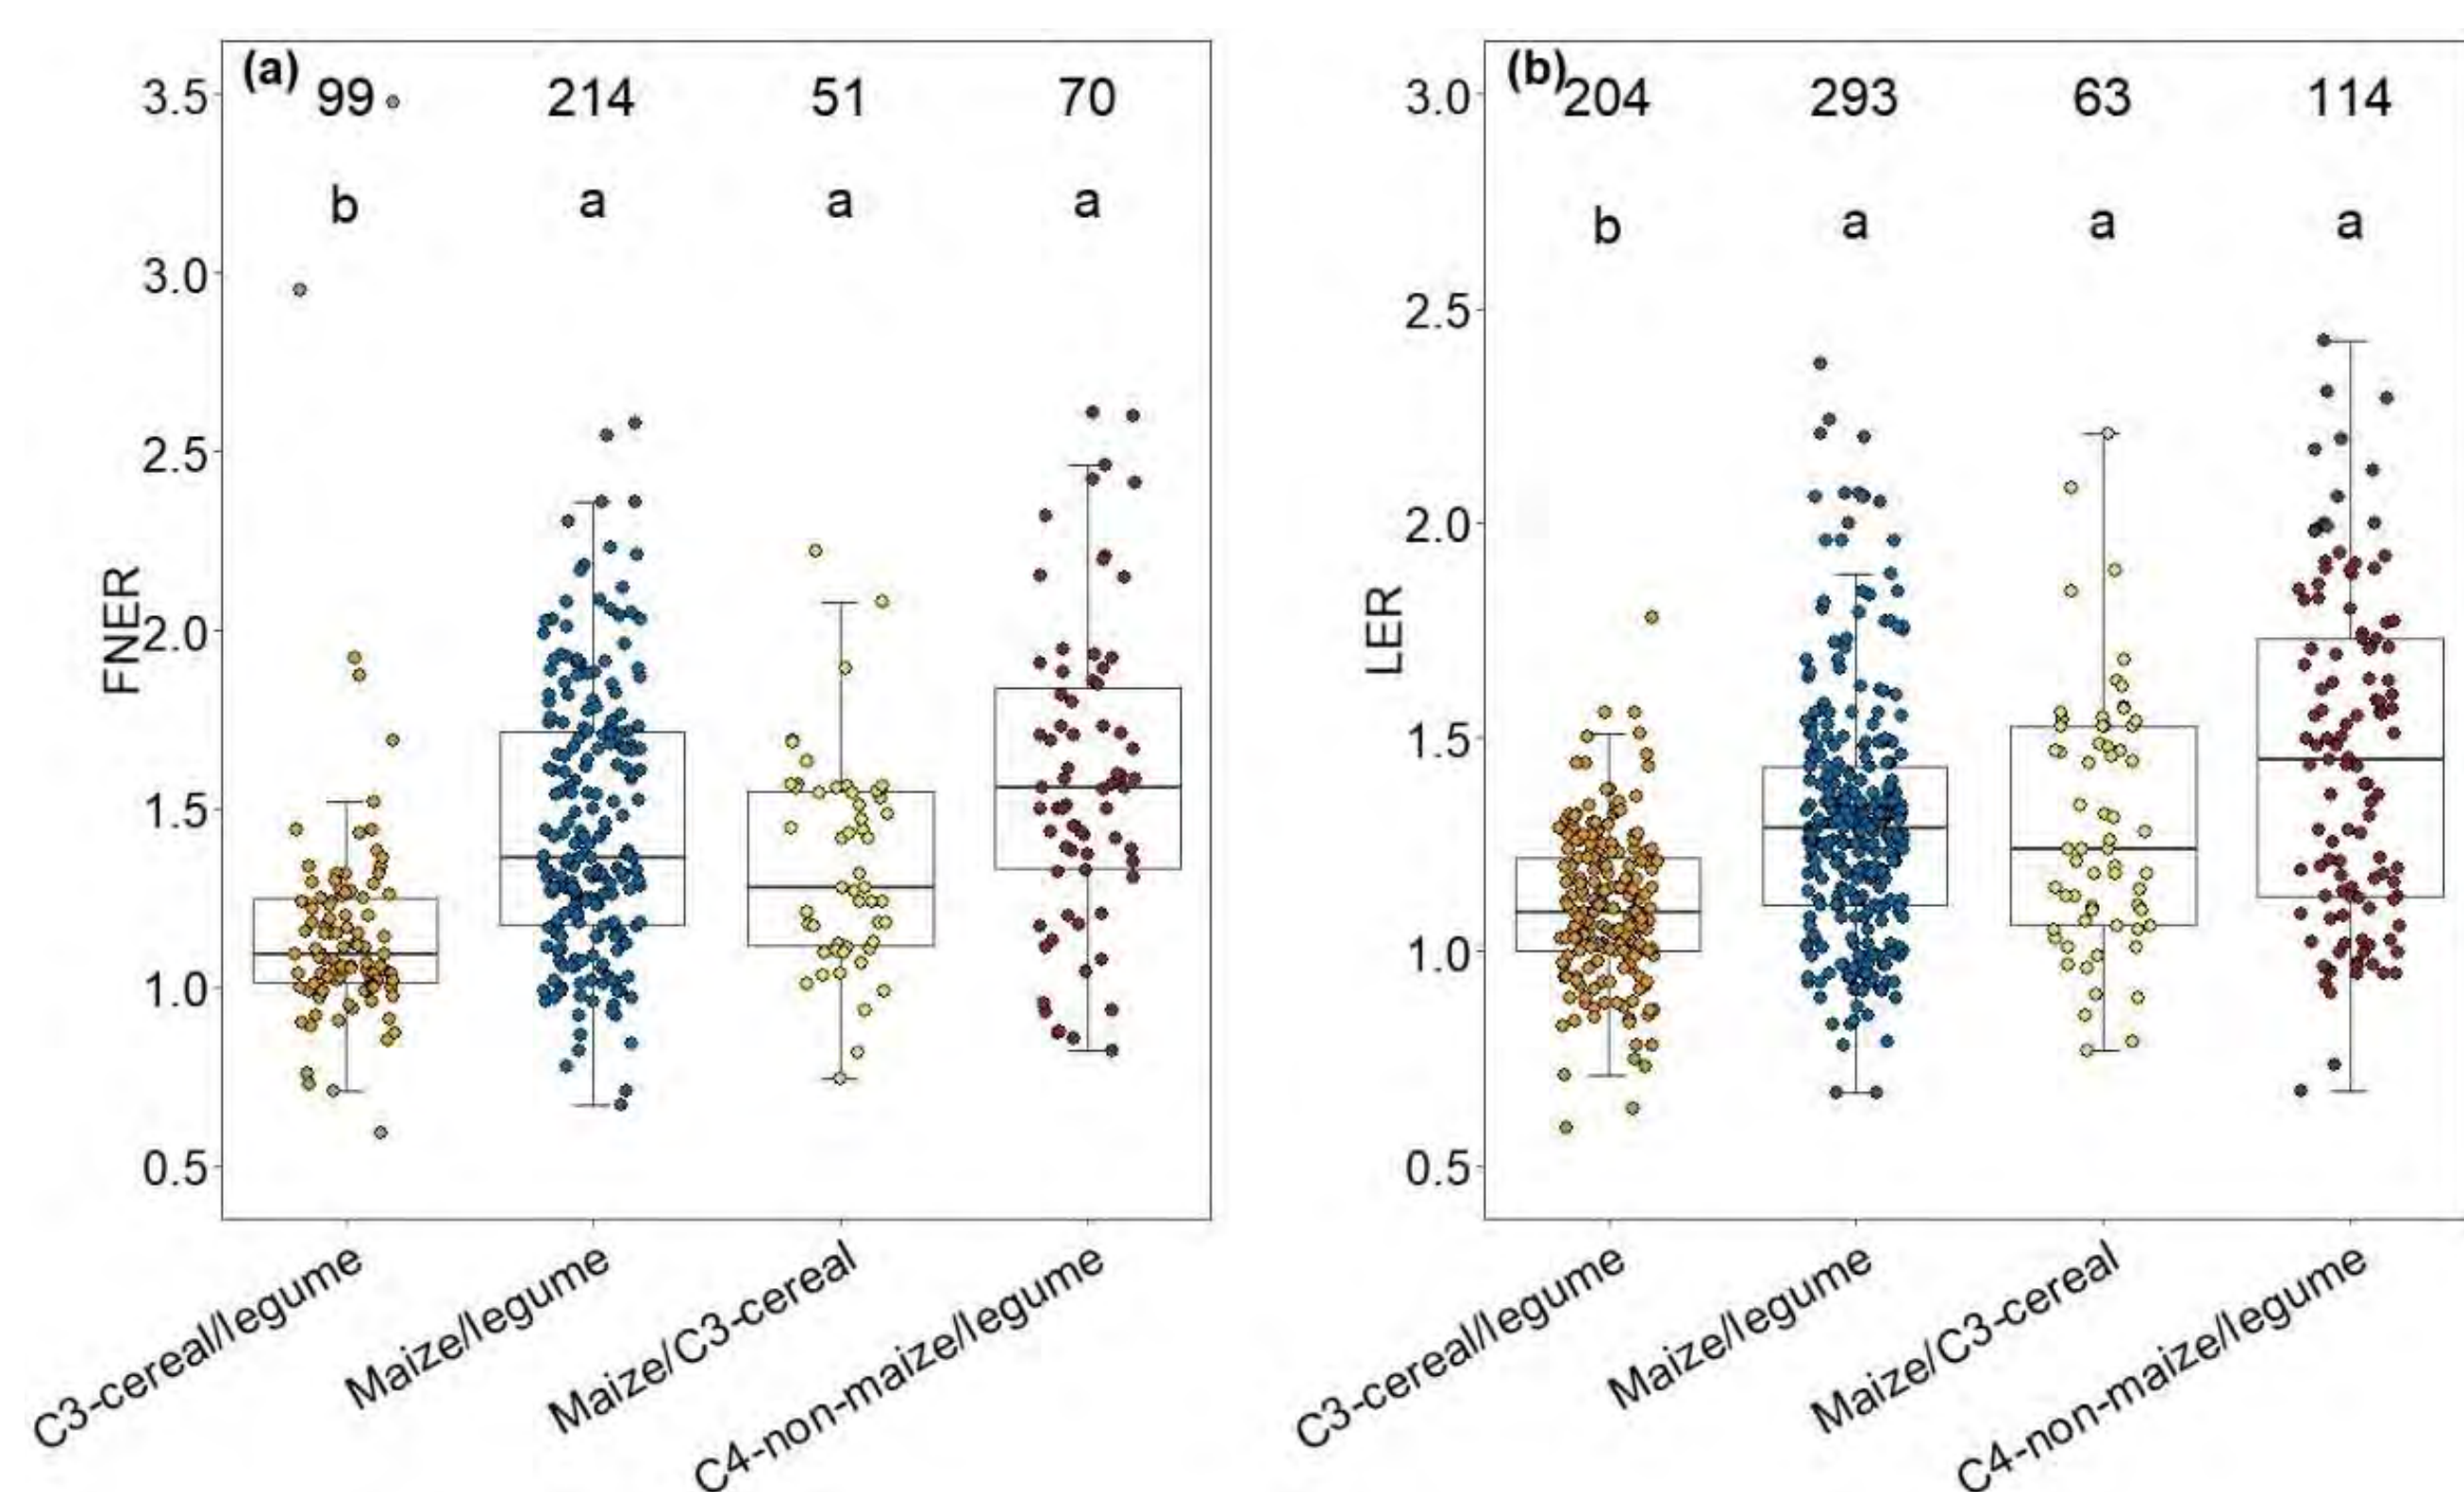 (a)
99 214 51 70
b a a a
FNER
3.5
3.0
2.5
2.0
1.5
1.0
0.5
C3-cereal/legume
Maize/legume
Maize/C3-cereal
C4-non-maize/legume
(b)
204 293 63 114
b a a a
LER
3.0
2.5
2.0
1.5
1.0
0.5
C3-cereal/legume
Maize/legume
Maize/C3-cereal
C4-non-maize/legume